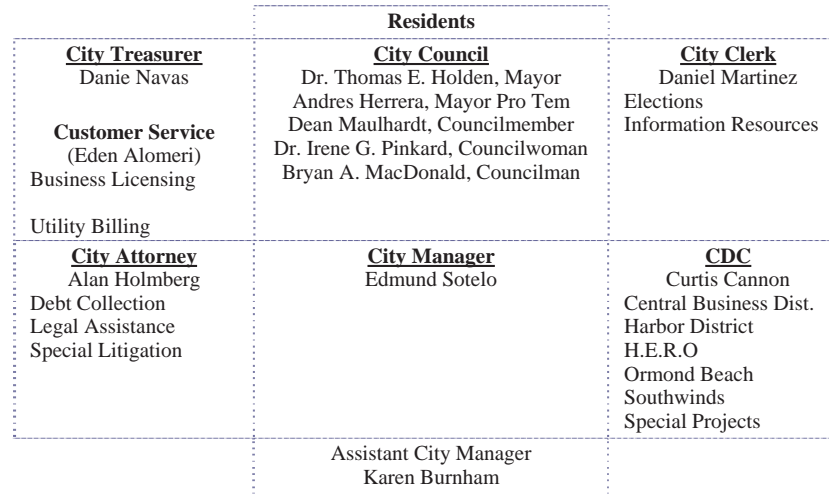 Residents
City Treasurer
Danie Navas
Customer Service
(Eden Alomeri)
Business Licensing
Utility Billing
City Council
Dr. Thomas E. Holden, Mayor
Andres Herrera, Mayor Pro Tem
Dean Maulhardt, Councilmember
Dr. Irene G. Pinkard, Councilwoman
Bryan A. MacDonald, Councilman
City Clerk
Daniel Martinez
Elections
Information Resources
City Attorney
Alan Holmberg
Debt Collection
Legal Assistance
Special Litigation
City Manager
Edmund Sotelo
CDC
Curtis Cannon
Central Business Dist.
Harbor District
H.E.R.O
Ormond Beach
Southwinds
Special Projects
Assistant City Manager
Karen Burnham